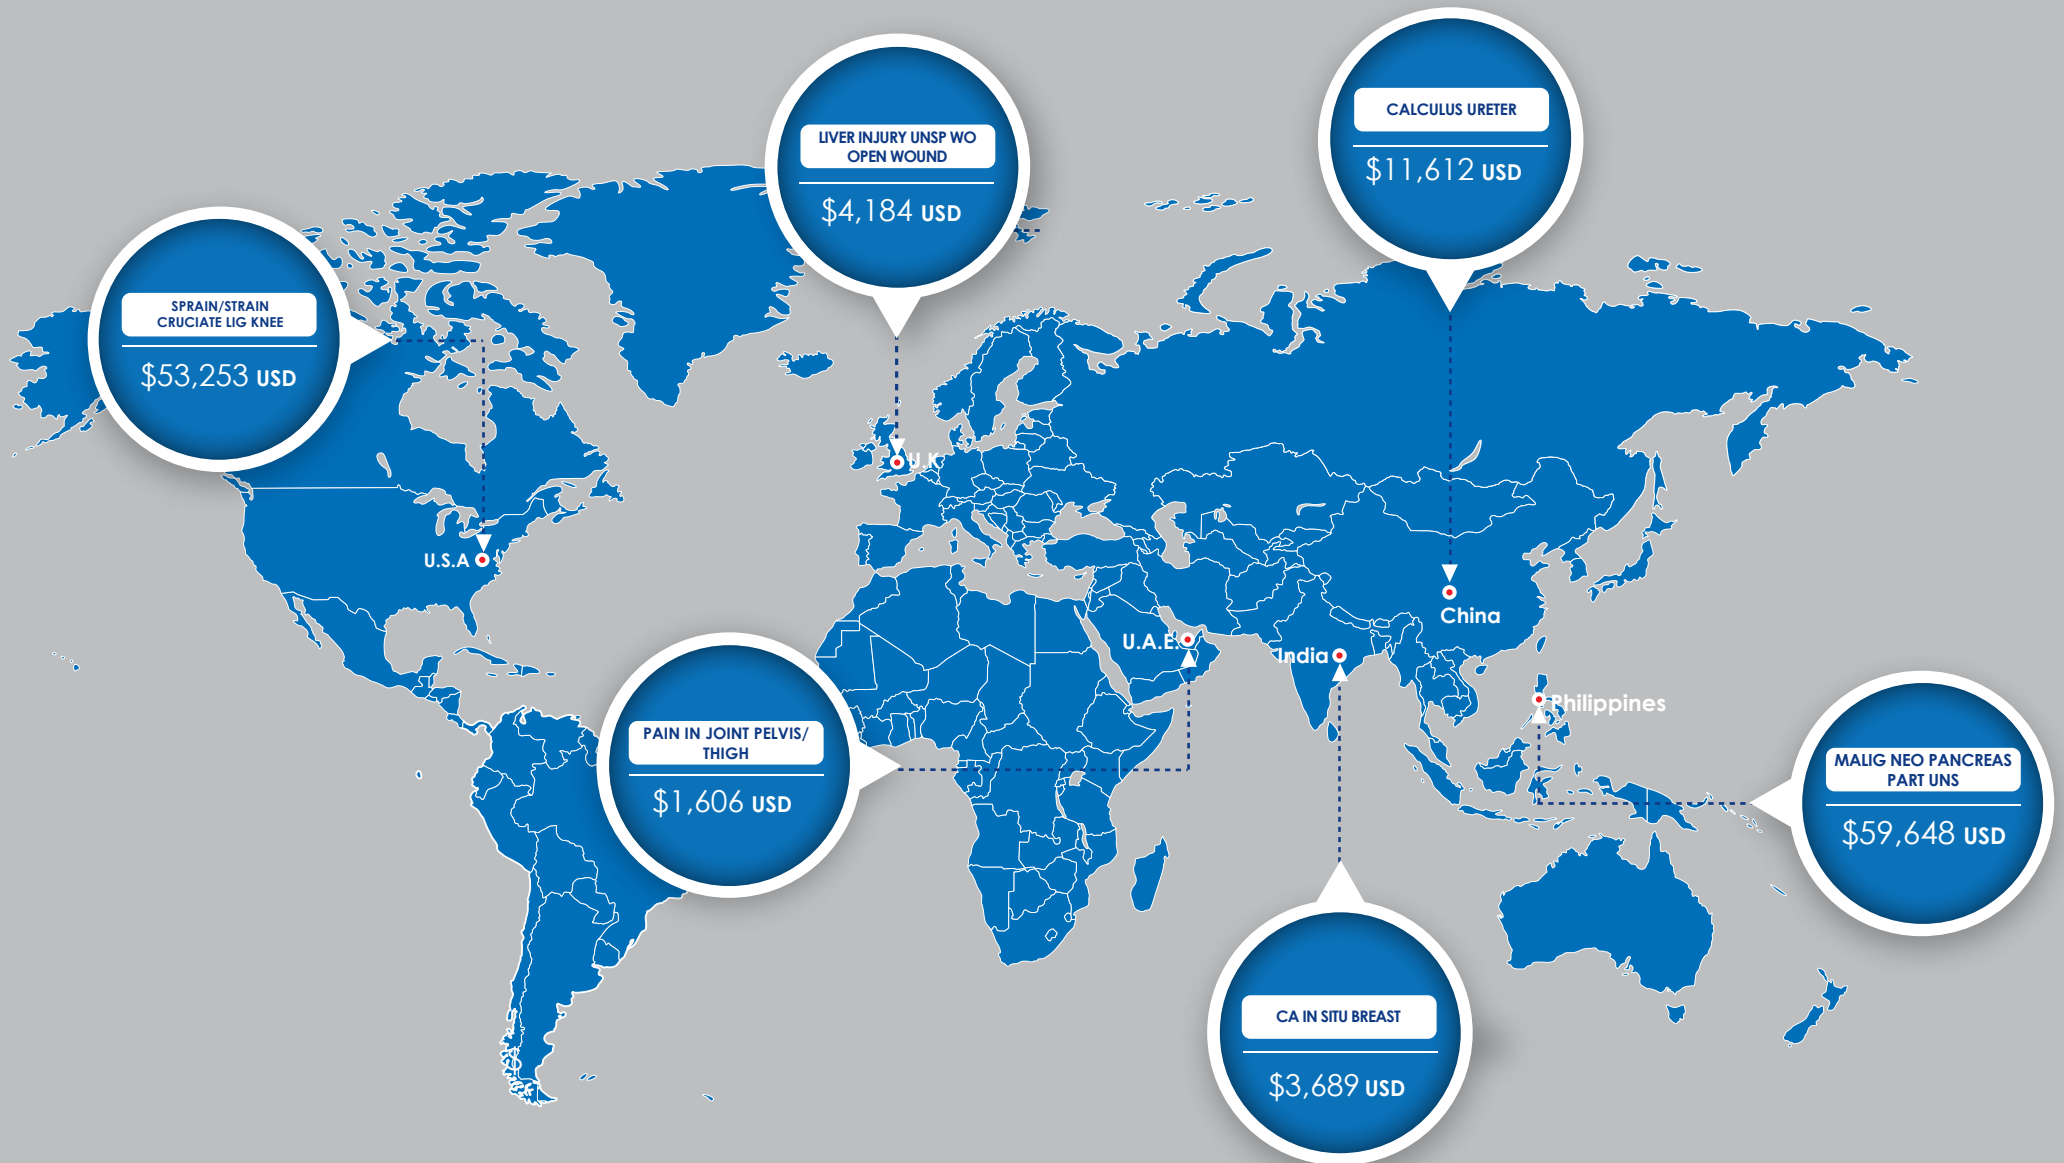 CALCULUS URETER
$11,612 USD
LIVER INJURY UNSP WO
OPEN WOUND
$4,184 USD
SPRAIN/STRAIN
CRUCIATE LIG KNEE
$53,253 USD
U.K
U.S.A
China
U.A.E.
India
Philippines
PAIN IN JOINT PELVIS/
THIGH
$1,606 USD
MALIG NEO PANCREAS
PART UNS
$59,648 USD
CA IN SITU BREAST
$3,689 USD
$